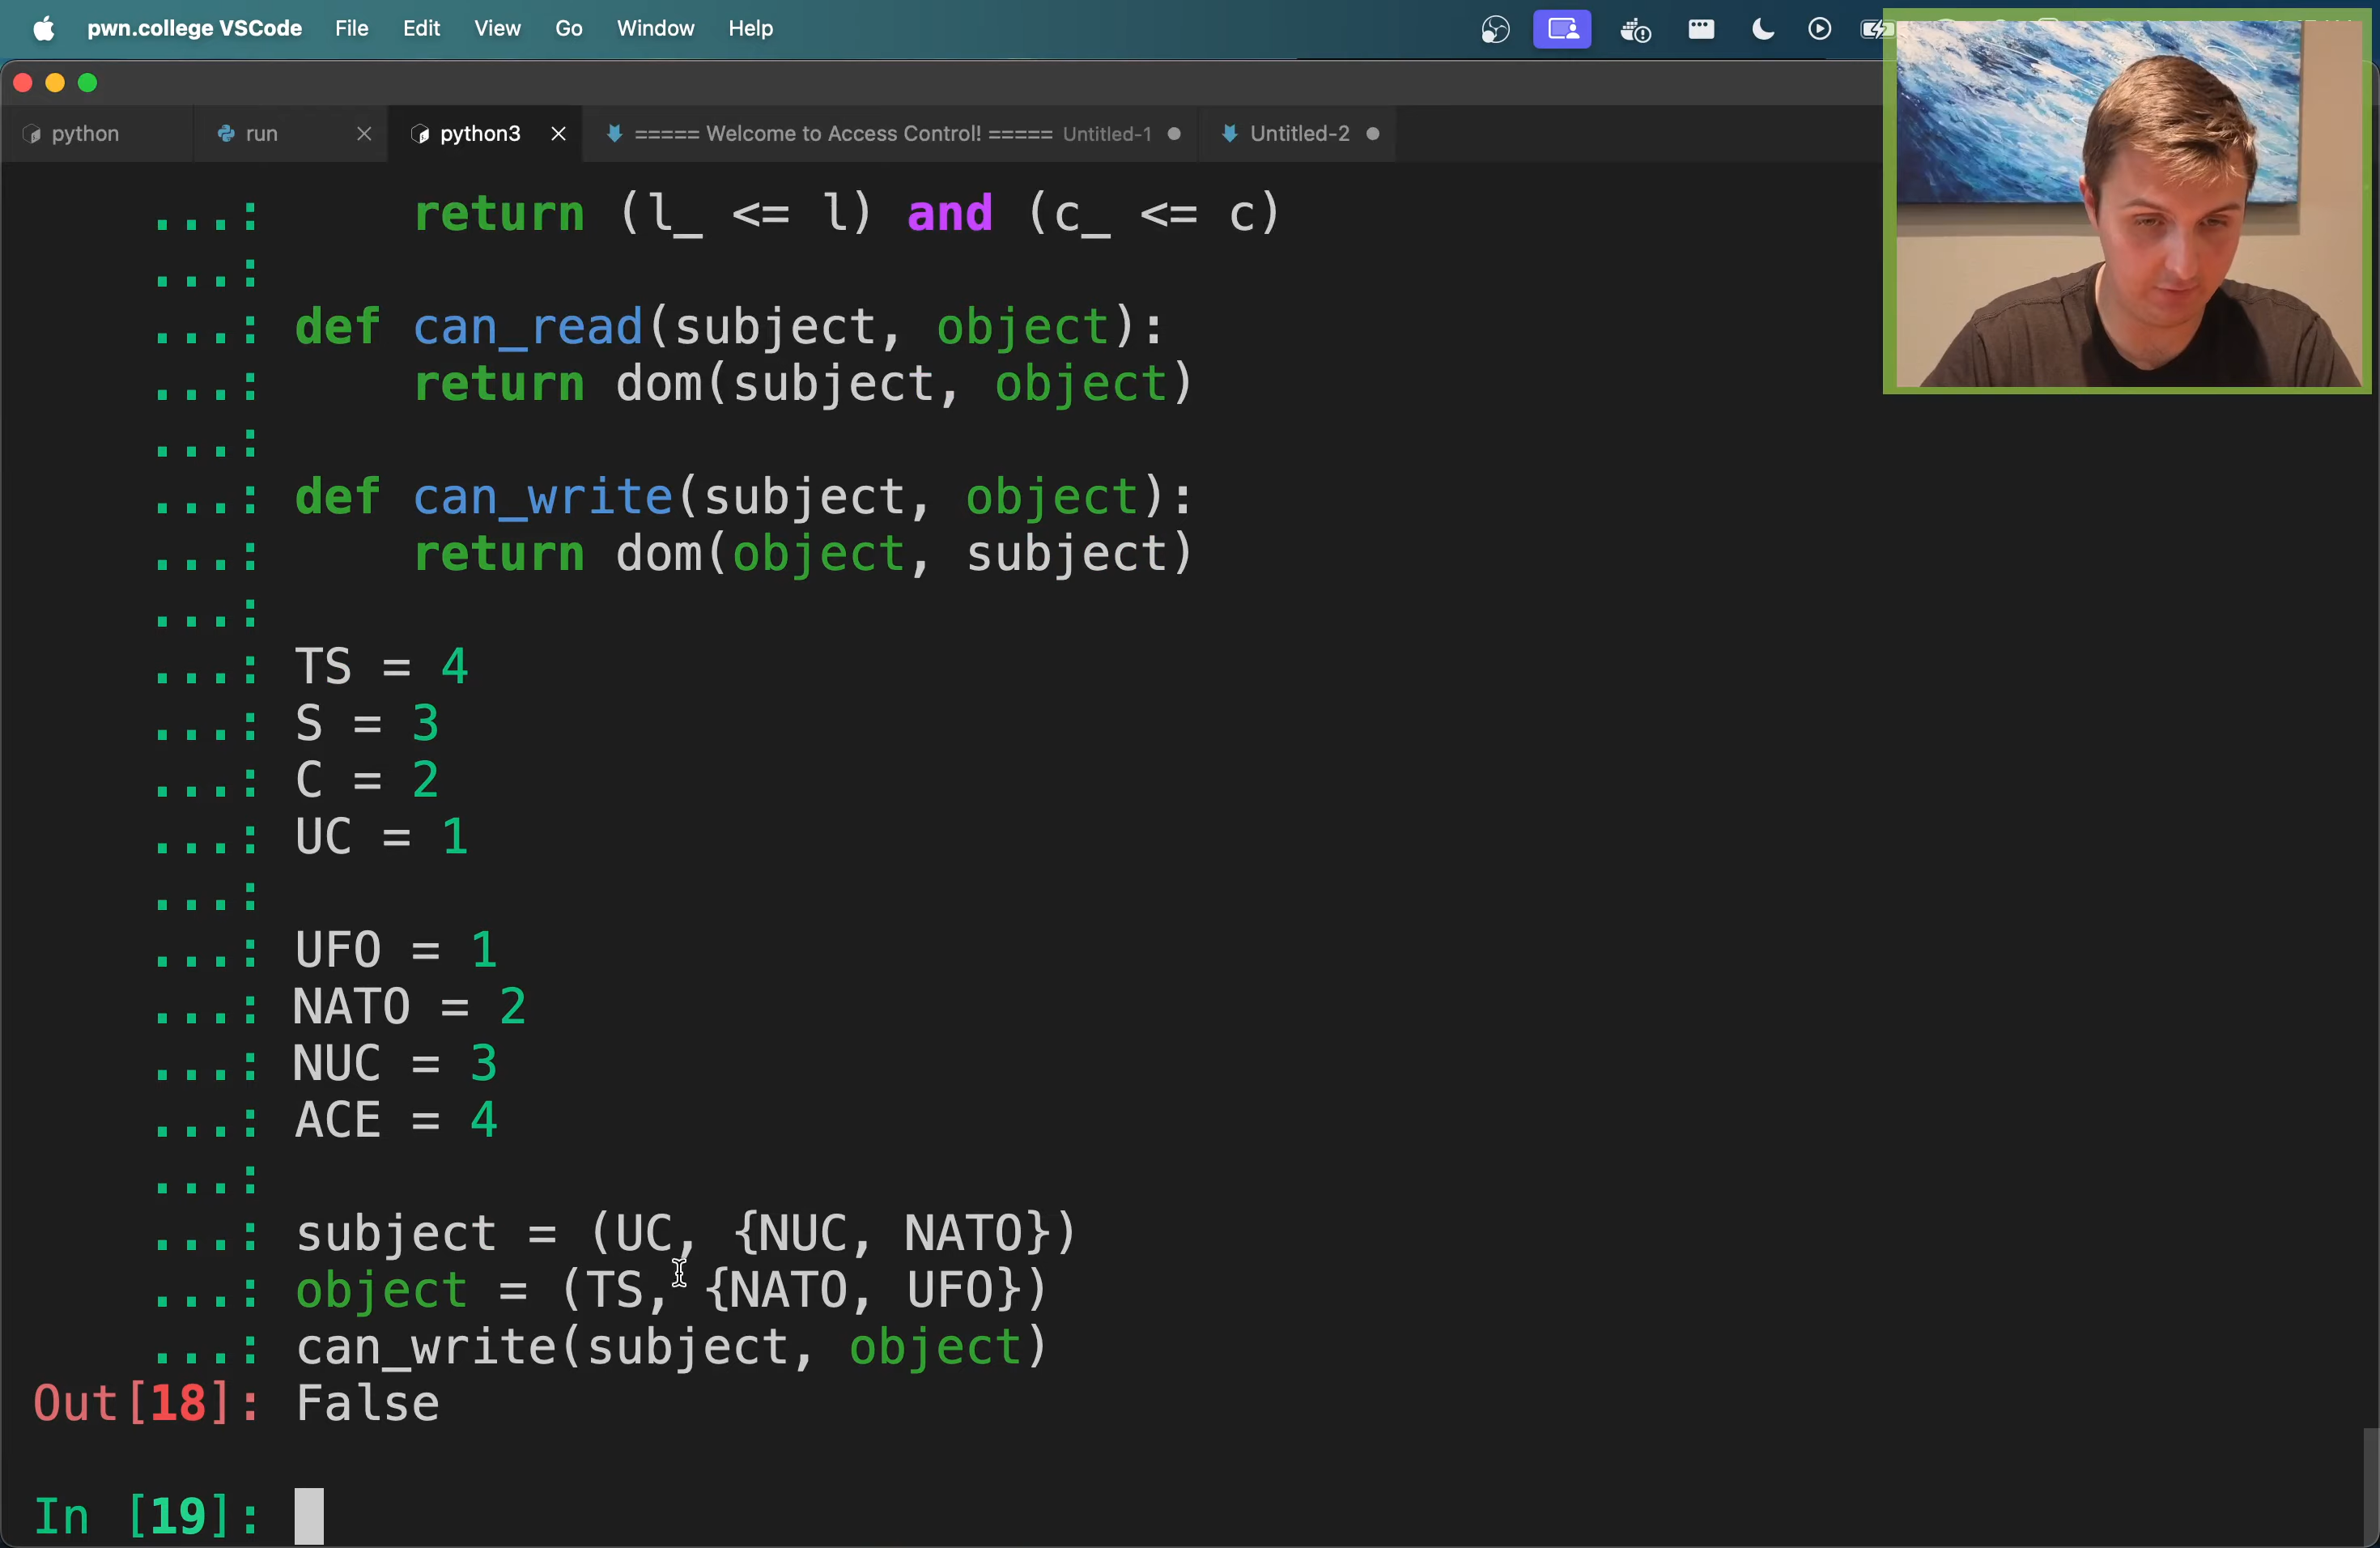 pwn.college VSCode File Edit View Go Window Help
python run python3 ===== Welcome to Access Control! ===== Untitled-1 Untitled-2
...: return (l_ <= l) and (c_ <= c)
...:
...: def can_read(subject, object):
...: return dom(subject, object)
...:
...: def can_write(subject, object):
...: return dom(object, subject)
...:
...: TS = 4
...: S = 3
...: C = 2
...: UC = 1
...:
...: UFO = 1
...: NATO = 2
...: NUC = 3
...: ACE = 4
...:
...: subject = (UC, {NUC, NATO})
...: object = (TS, {NATO, UFO})
...: can_write(subject, object)
Out[18]: False
In [19]: